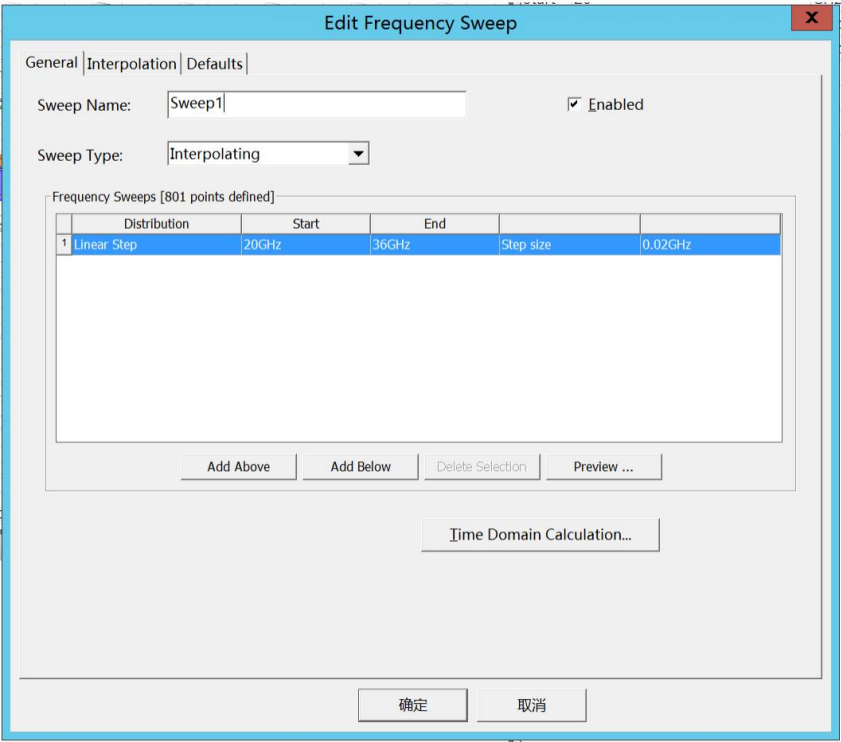 Edit Frequency Sweep
X
General Interpolation Defaults
Sweep Name: Sweep1 Enabled
Sweep Type: Interpolating
Frequency Sweeps [801 points defined]
Distribution Start End
1 Linear Step 20GHz 36GHz Step size 0.02GHz
Add Above Add Below Delete Selection Preview ...
Time Domain Calculation...
确定 取消